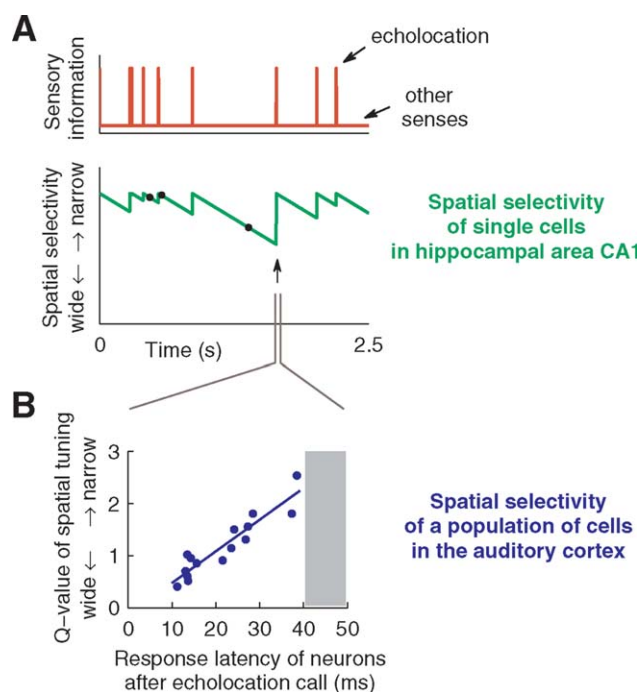 A
Sensory
information
echolocation
other
senses
Spatial selectivity
wide ← → narrow
Spatial selectivity
of single cells
in hippocampal area CA1
0
Time (s)
2.5
B
Q-value of spatial tuning
wide ← → narrow
3
2
1
0
0 10 20 30 40 50
Response latency of neurons
after echolocation call (ms)
Spatial selectivity
of a population of cells
in the auditory cortex